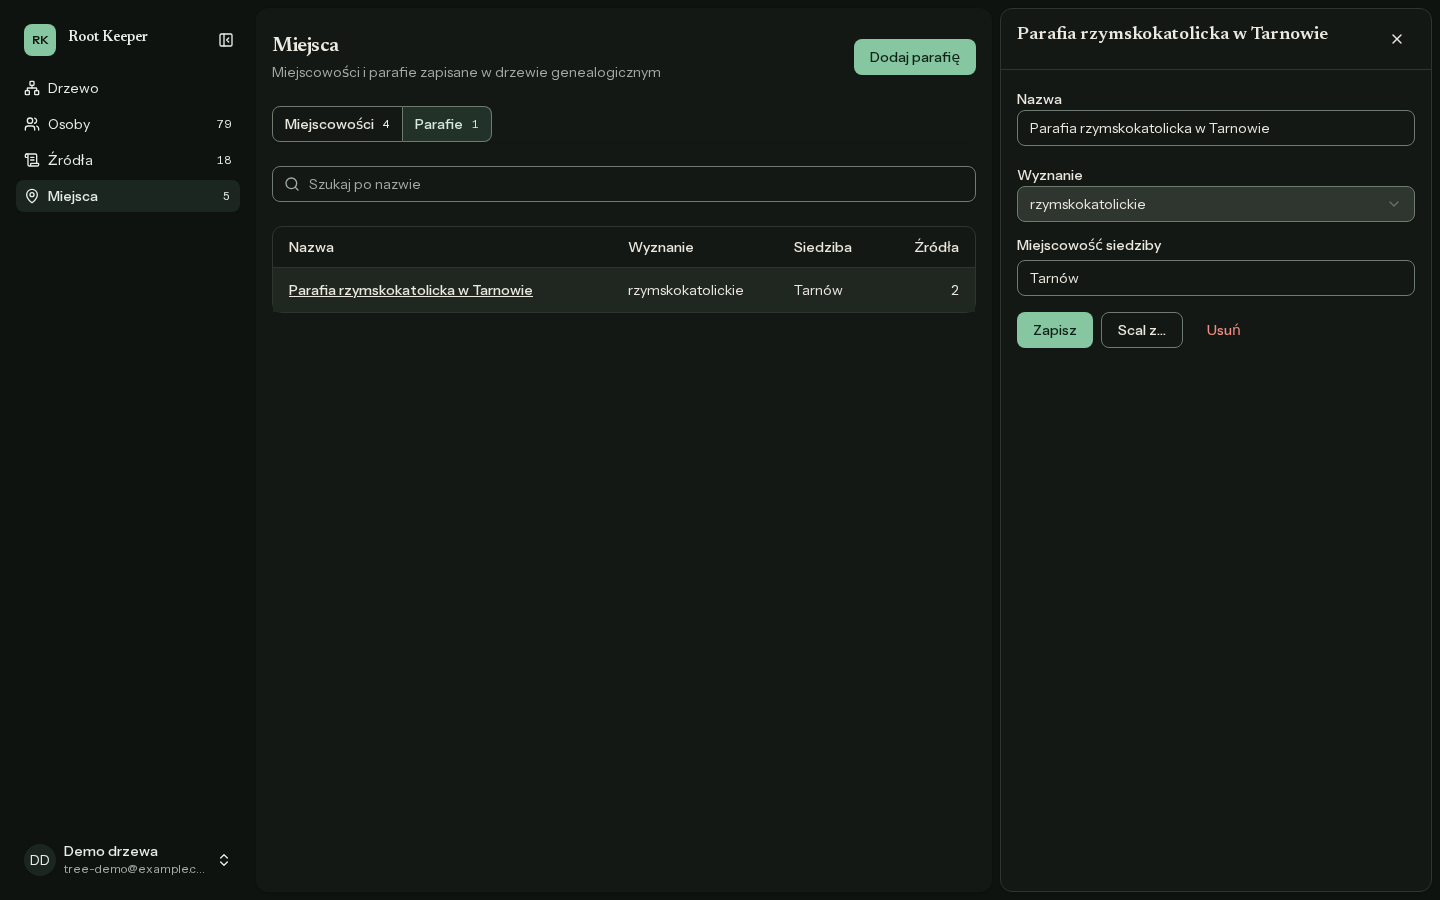 RK Root Keeper
Drzewo
Osoby 79
Źródła 18
Miejsca 5
DD
Demo drzewa
tree-demo@example.c...
Miejsca
Miejscowości i parafie zapisane w drzewie genealogicznym
Dodaj parafię
Miejscowości 4 Parafie 1
Szukaj po nazwie
Nazwa Wyznanie Siedziba Źródła
Parafia rzymskokatolicka w Tarnowie rzymskokatolickie Tarnów 2
Parafia rzymskokatolicka w Tarnowie
Nazwa
Parafia rzymskokatolicka w Tarnowie
Wyznanie
rzymskokatolickie
Miejscowość siedziby
Tarnów
Zapisz Scal z... Usuń